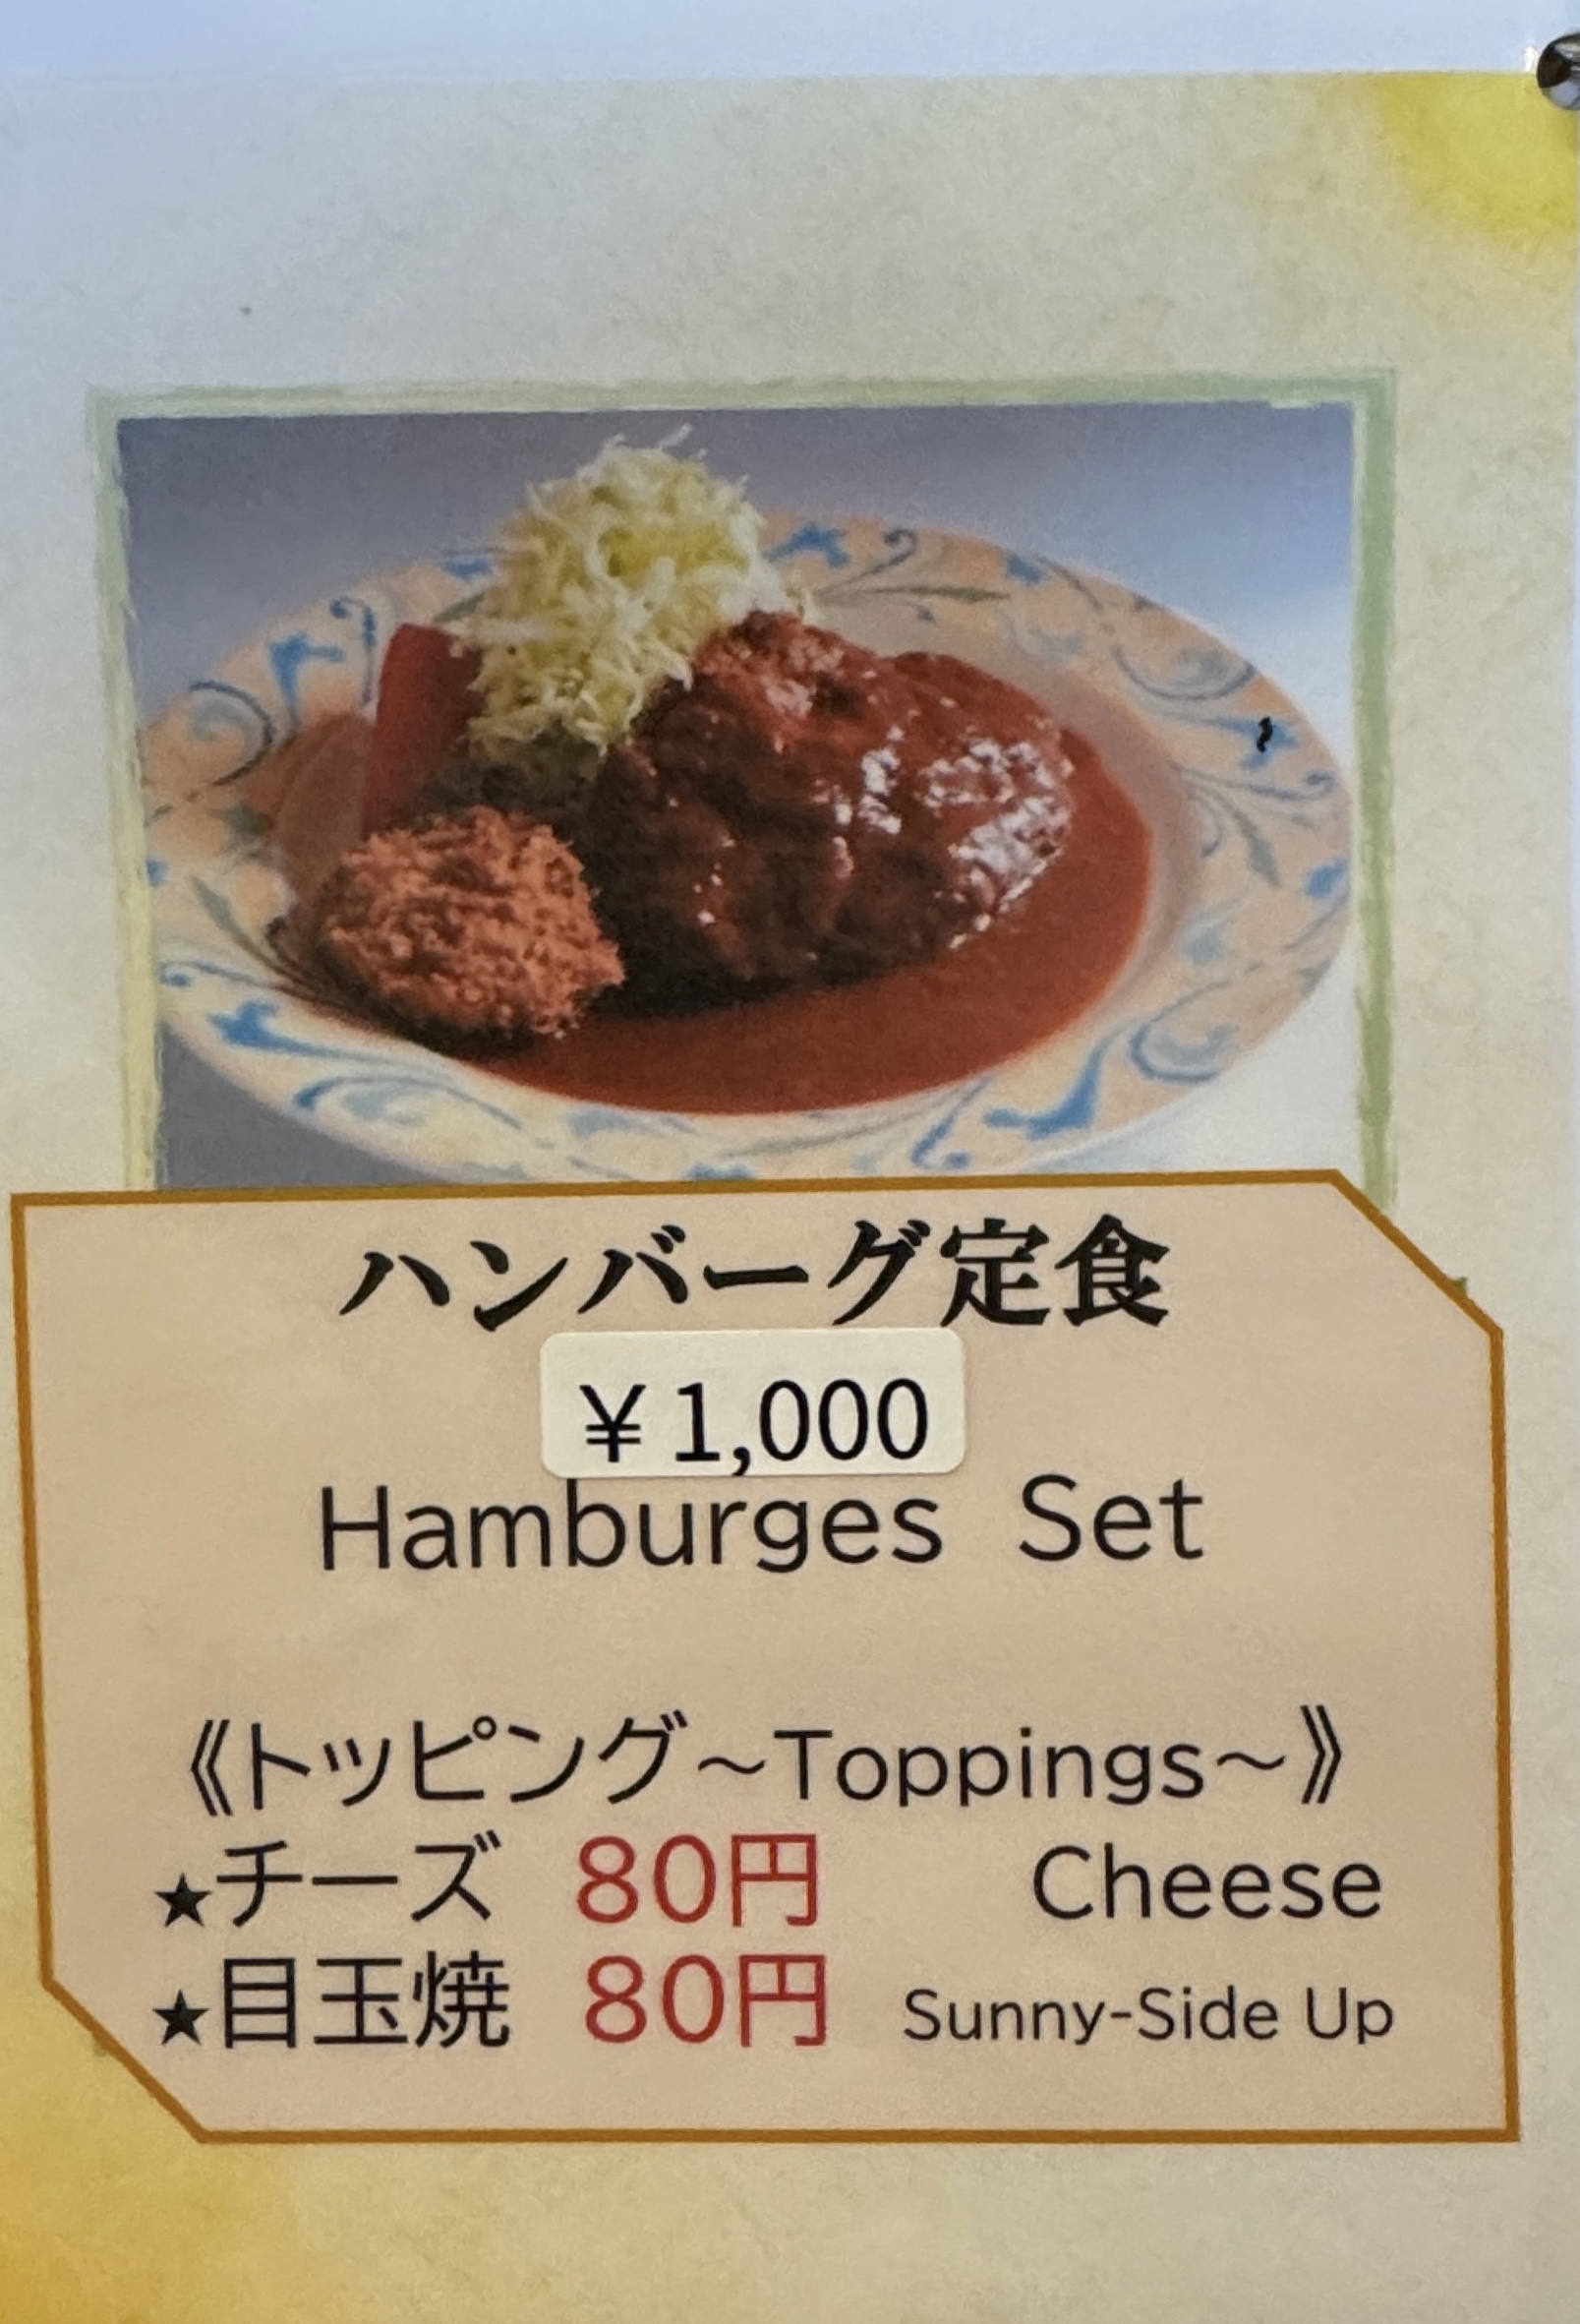 ハンバーグ定食
¥1,000
Hamburges Set
《トッピング～Toppings～》
★チーズ 80円 Cheese
★目玉焼 80円 Sunny-Side Up